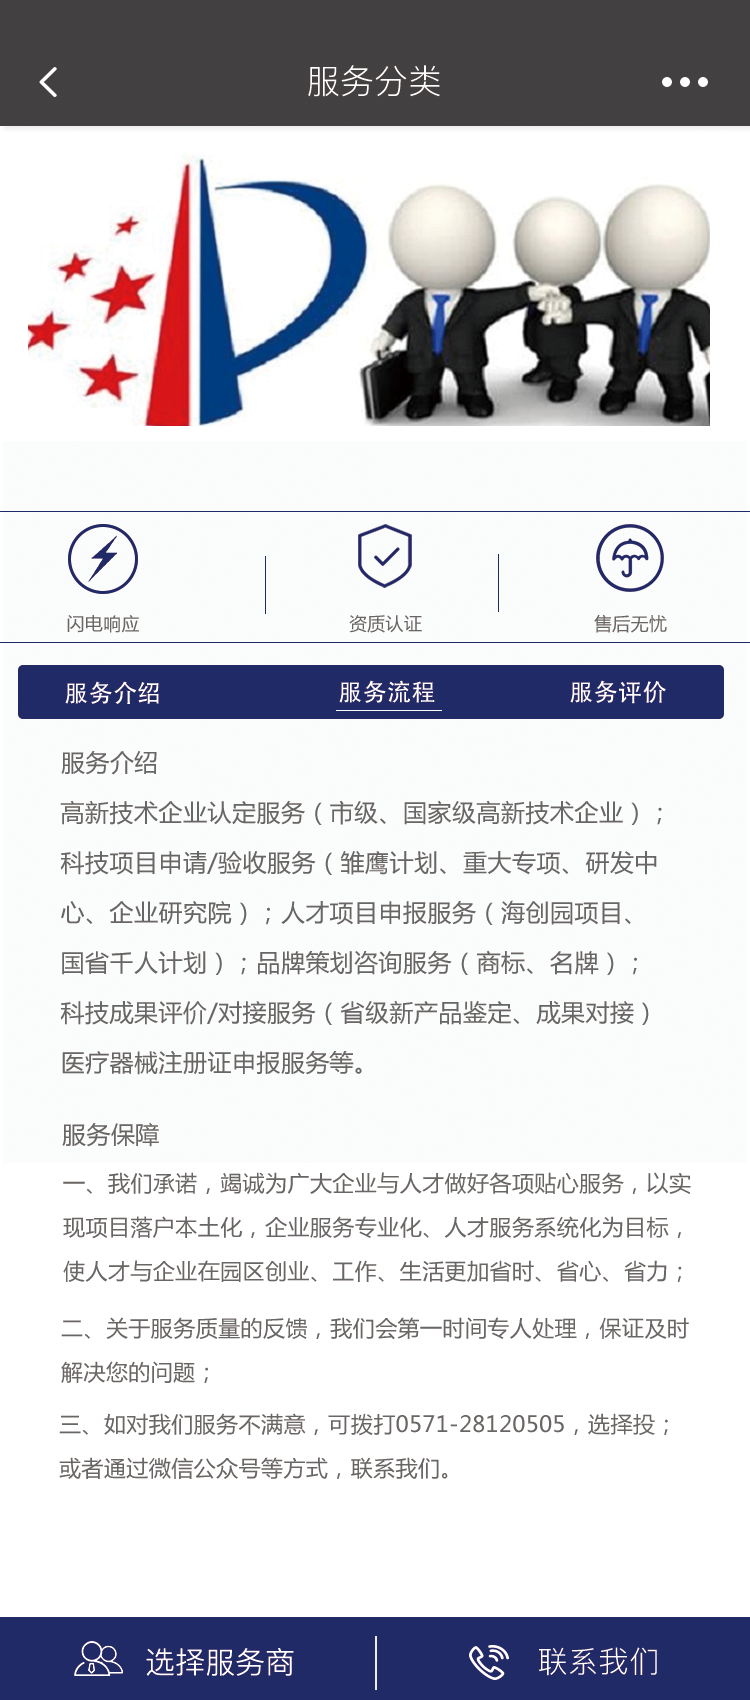 服务分类
闪电响应
资质认证
售后无忧
服务介绍
服务流程
服务评价
服务介绍
高新技术企业认定服务（市级、国家级高新技术企业）；
科技项目申请/验收服务（雏鹰计划、重大专项、研发中
心、企业研究院）；人才项目申报服务（海创园项目、
国省千人计划）；品牌策划咨询服务（商标、名牌）；
科技成果评价/对接服务（省级新产品鉴定、成果对接）
医疗器械注册证申报服务等。
服务保障
一、我们承诺，竭诚为广大企业与人才做好各项贴心服务，以实
现项目落户本土化，企业服务专业化、人才服务系统化为目标，
使人才与企业在园区创业、工作、生活更加省时、省心、省力；
二、关于服务质量的反馈，我们会第一时间专人处理，保证及时
解决您的问题；
三、如对我们服务不满意，可拨打0571-28120505，选择投；
或者通过微信公众号等方式，联系我们。
选择服务商
联系我们